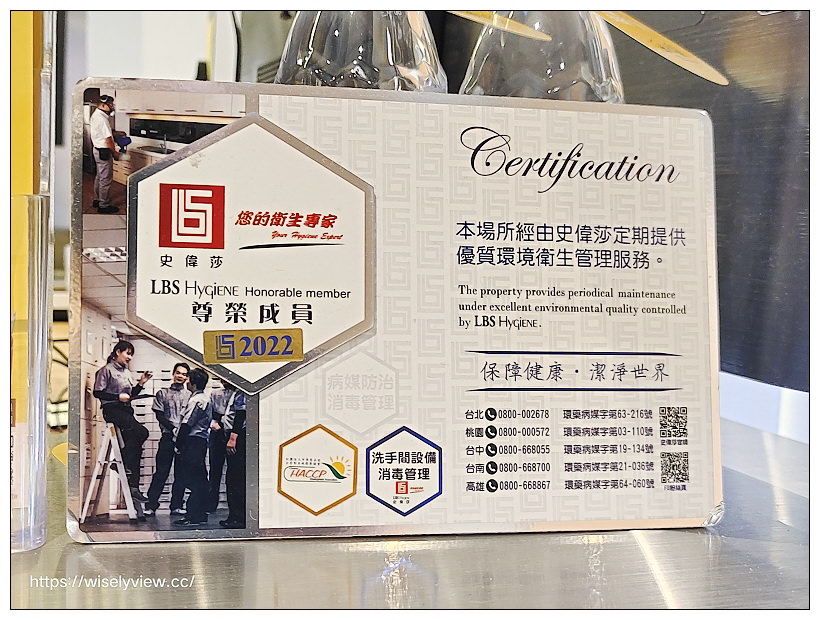 Certification
您的衛生專家
Your Hygiene Expert
史偉莎
LBS HYGIENE Honorable member
尊榮成員
2022
本場所經由史偉莎定期提供
優質環境衛生管理服務。
The property provides periodical maintenance
under excellent environmental quality controlled
by LBS HYGIENE.
保障健康・潔淨世界
病媒防治
消毒管理
HACCP
洗手間設備
消毒管理
史偉莎
台北 0800-002678 環藥病媒字第63-216號
桃園 0800-000572 環藥病媒字第03-110號
台中 0800-668055 環藥病媒字第19-134號
台南 0800-668700 環藥病媒字第21-036號
高雄 0800-668867 環藥病媒字第64-060號
史偉莎官網
https://wiselyview.cc/